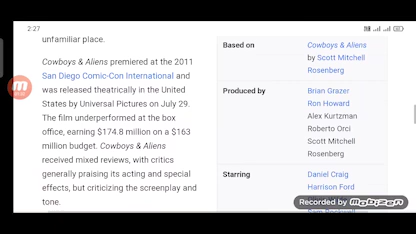 2:27
unfamiliar place.
Cowboys & Aliens premiered at the 2011
San Diego Comic-Con International and
was released theatrically in the United
States by Universal Pictures on July 29.
The film underperformed at the box
office, earning $174.8 million on a $163
million budget. Cowboys & Aliens
received mixed reviews, with critics
generally praising its acting and special
effects, but criticizing the screenplay and
tone.
Based on
Cowboys & Aliens
by Scott Mitchell
Rosenberg
Produced by
Brian Grazer
Ron Howard
Alex Kurtzman
Roberto Orci
Scott Mitchell
Rosenberg
Starring
Daniel Craig
Harrison Ford
Recorded by